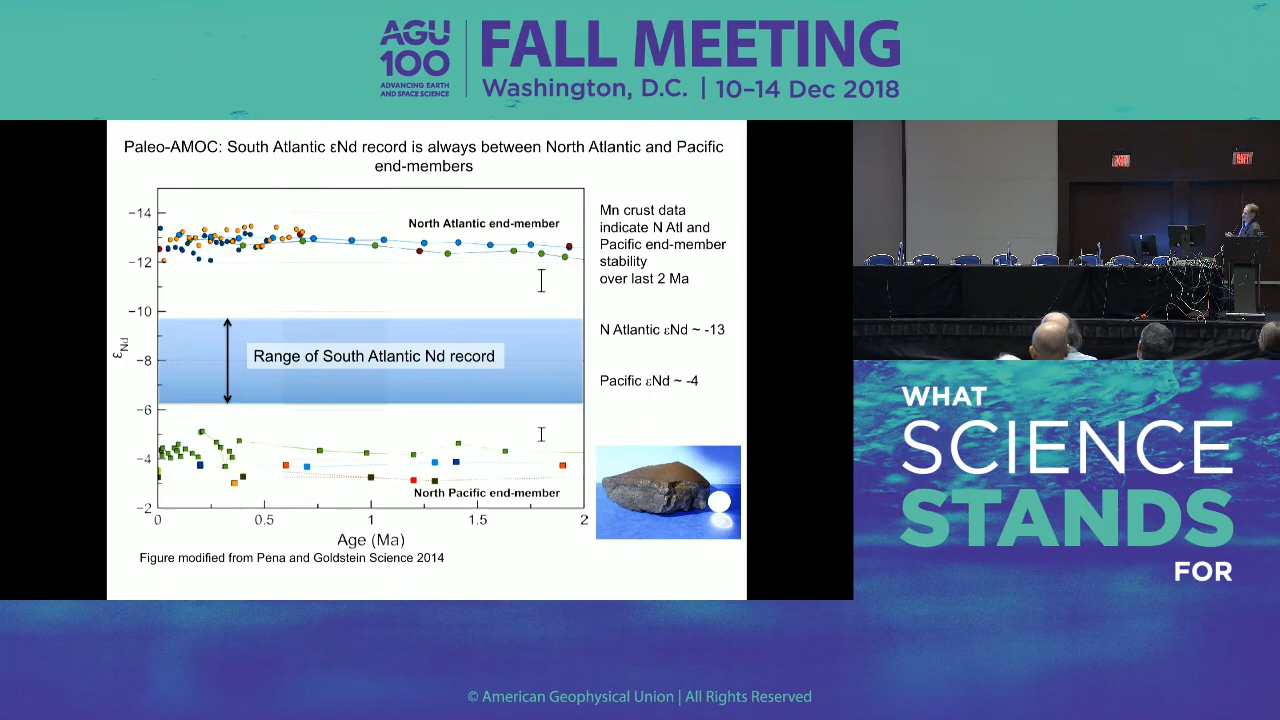 AGU
100
ADVANCING EARTH
AND SPACE SCIENCE
FALL MEETING
Washington, D.C. | 10–14 Dec 2018
Paleo-AMOC: South Atlantic εNd record is always between North Atlantic and Pacific
end-members
−14
−12
−10
−8
−6
−4
−2
εNd
North Atlantic end-member
Range of South Atlantic Nd record
North Pacific end-member
0
0.5
1
1.5
2
Age (Ma)
Figure modified from Pena and Goldstein Science 2014
Mn crust data
indicate N Atl and
Pacific end-member
stability
over last 2 Ma
N Atlantic εNd ~ -13
Pacific εNd ~ -4
EXIT
WHAT
SCIENCE
STANDS
FOR
© American Geophysical Union | All Rights Reserved